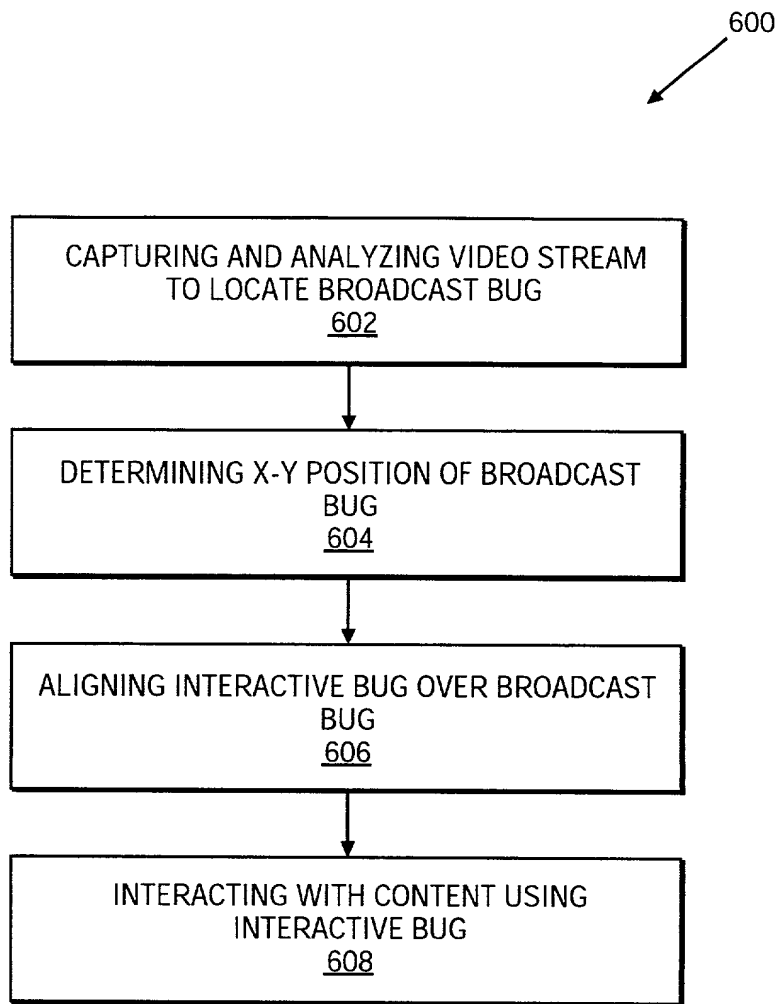 600
CAPTURING AND ANALYZING VIDEO STREAM
TO LOCATE BROADCAST BUG
602
DETERMINING X-Y POSITION OF BROADCAST
BUG
604
ALIGNING INTERACTIVE BUG OVER BROADCAST
BUG
606
INTERACTING WITH CONTENT USING
INTERACTIVE BUG
608